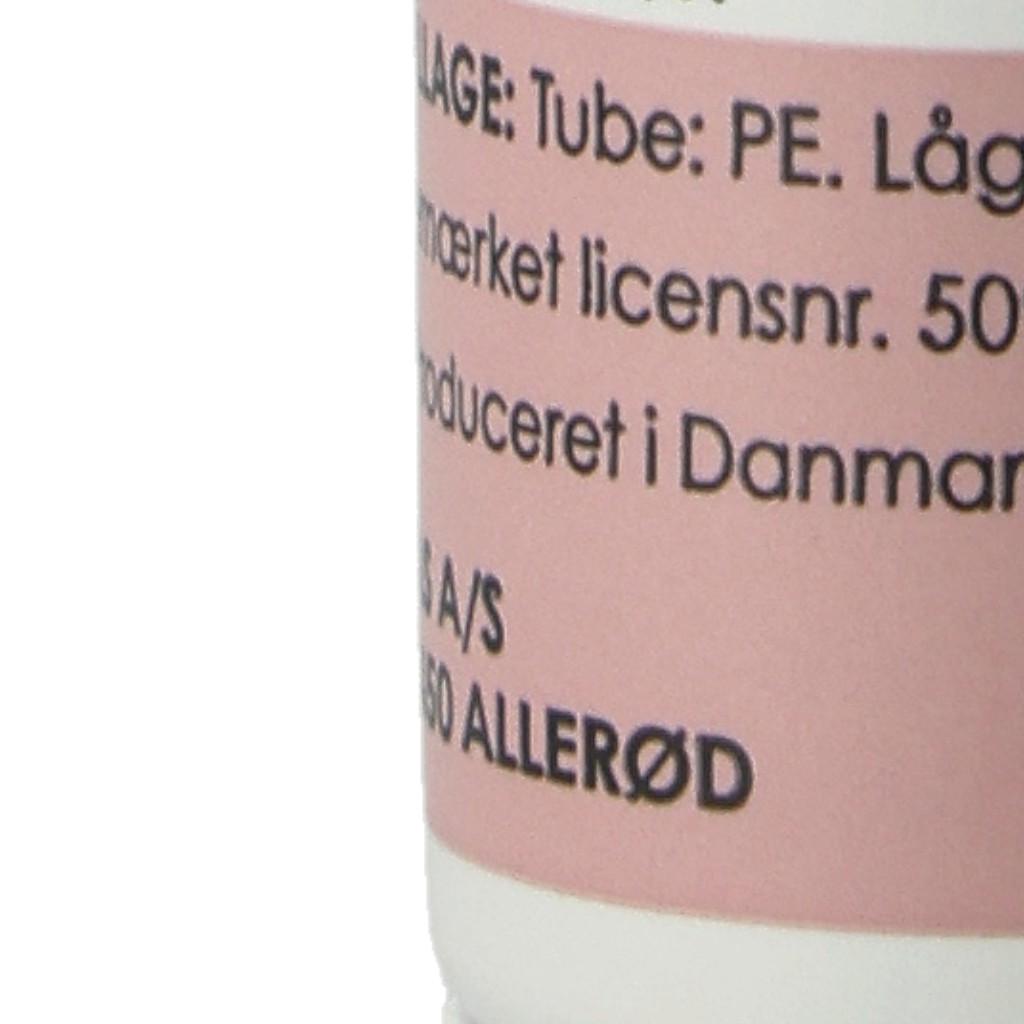 LAGE: Tube: PE. Låg
mærket licensnr. 50
oduceret i Danmar
S A/S
50 ALLERØD